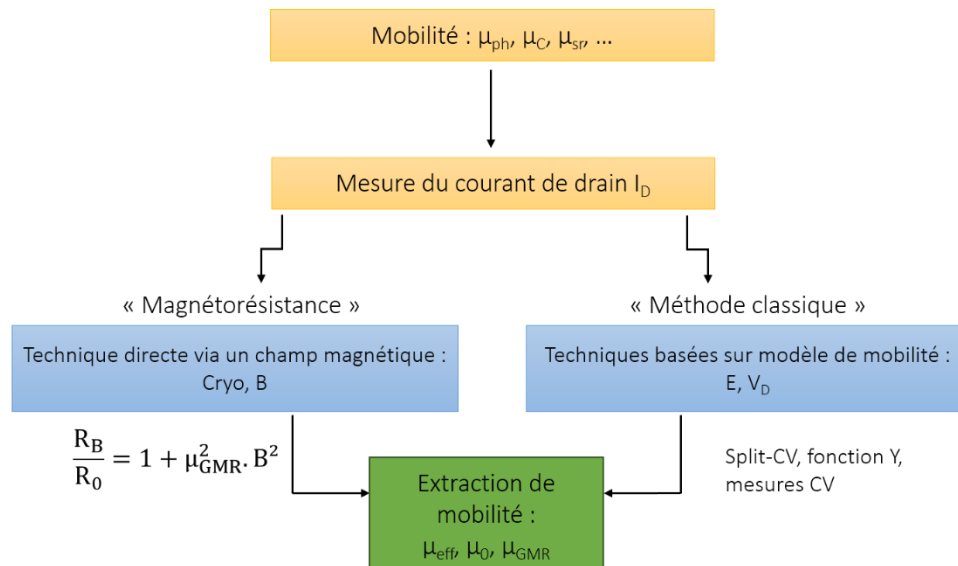 Mobilité : μph, μC, μsr, ...
Mesure du courant de drain ID
« Magnétorésistance »
Technique directe via un champ magnétique :
Cryo, B
« Méthode classique »
Techniques basées sur modèle de mobilité :
E, VD
RB/R0 = 1 + μ²GMR. B²
Split-CV, fonction Y,
mesures CV
Extraction de
mobilité :
μeff, μ0, μGMR